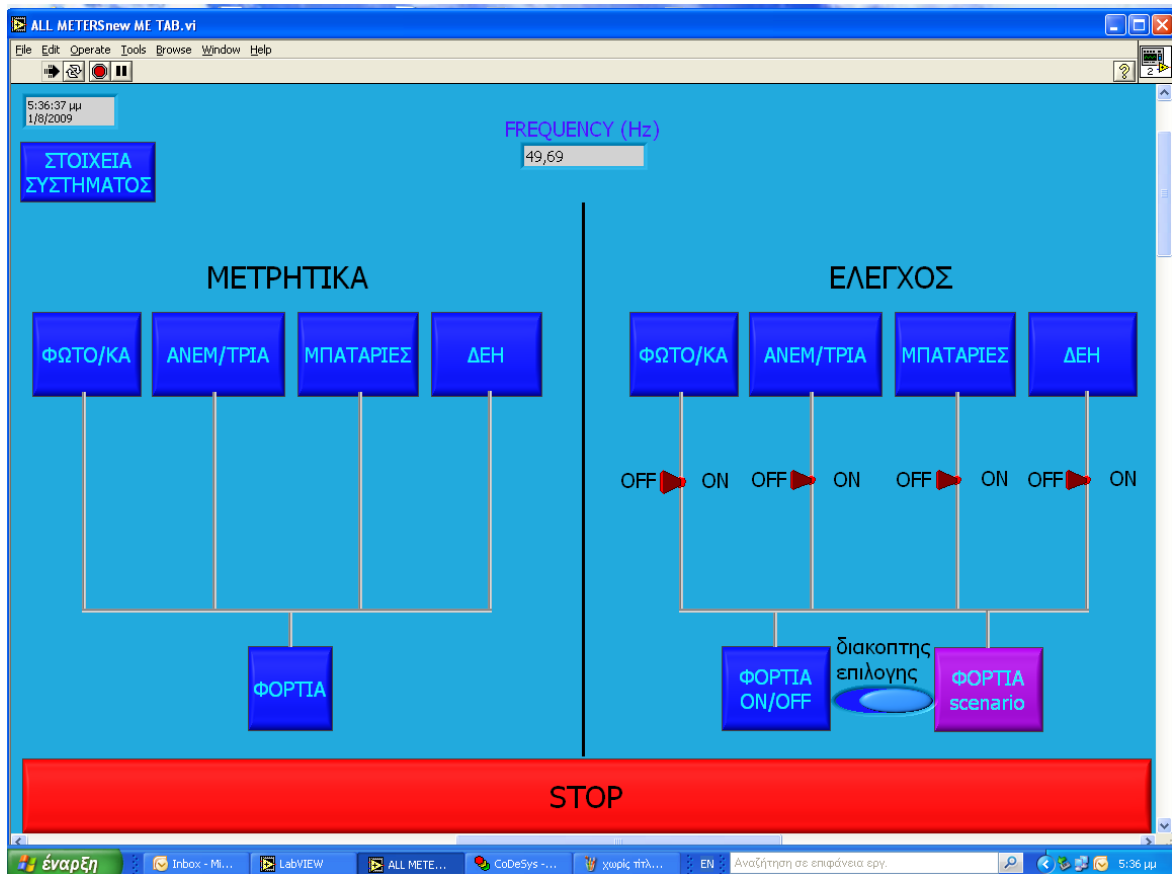 ALL METERSnew ME TAB.vi
File Edit Operate Tools Browse Window Help
2
5:36:37 μμ
1/8/2009
FREQUENCY (Hz)
49,69
ΣΤΟΙΧΕΙΑ
ΣΥΣΤΗΜΑΤΟΣ
ΜΕΤΡΗΤΙΚΑ
ΕΛΕΓΧΟΣ
ΦΩΤΟ/ΚΑ ΑΝΕΜ/ΤΡΙΑ ΜΠΑΤΑΡΙΕΣ ΔΕΗ
ΦΩΤΟ/ΚΑ ΑΝΕΜ/ΤΡΙΑ ΜΠΑΤΑΡΙΕΣ ΔΕΗ
OFF ON OFF ON OFF ON OFF ON
ΦΟΡΤΙΑ
ΦΟΡΤΙΑ
ON/OFF
διακοπτης
επιλογης
ΦΟΡΤΙΑ
scenario
STOP
έναρξη Inbox - Mi... LabVIEW ALL METE... CoDeSys -... χωρίς τίτλ... EN Αναζήτηση σε επιφάνεια εργ. 5:36 μμ